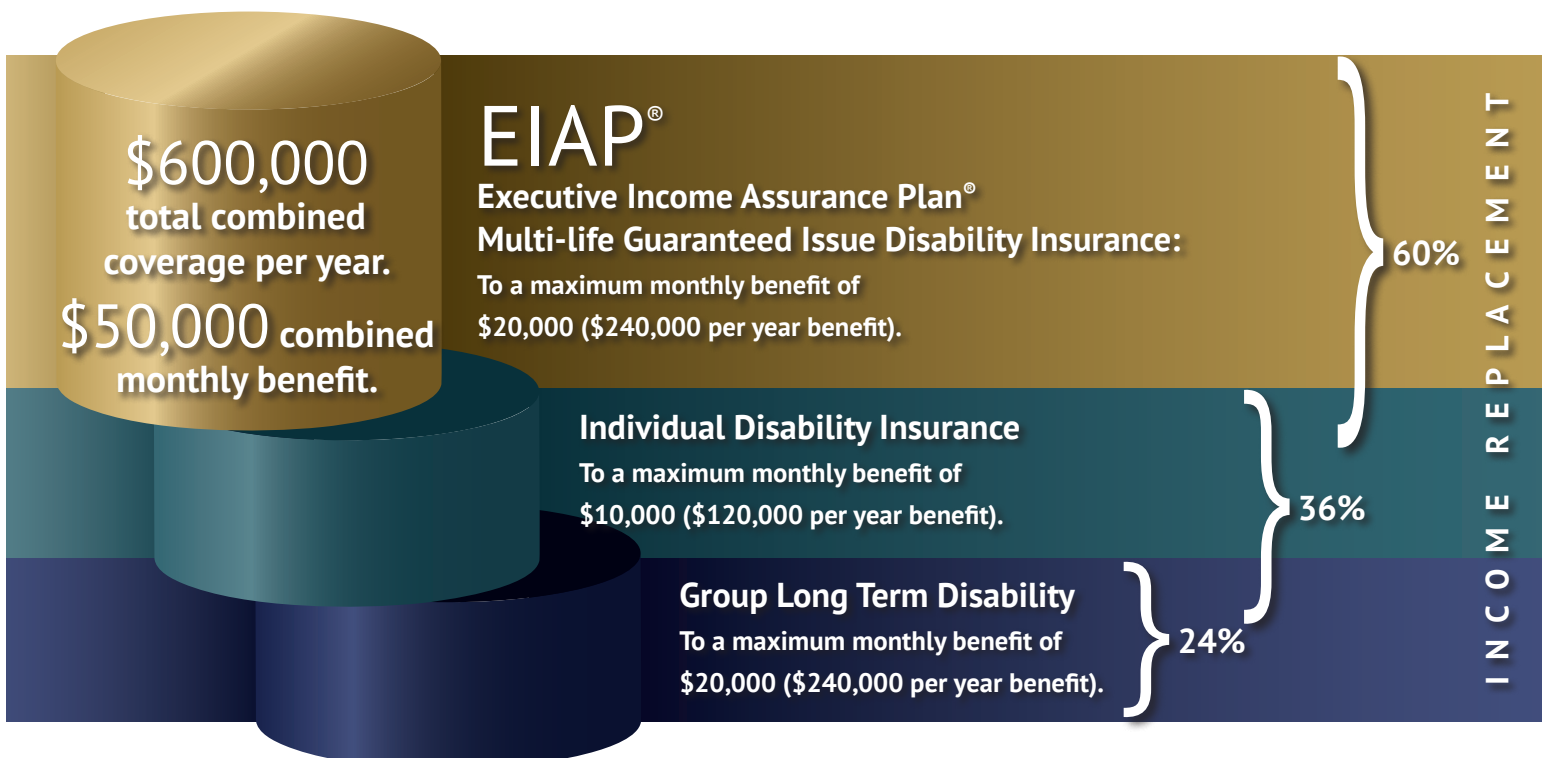 $600,000
total combined
coverage per year.
$50,000 combined
monthly benefit.
EIAP®
Executive Income Assurance Plan®
Multi-life Guaranteed Issue Disability Insurance:
To a maximum monthly benefit of
$20,000 ($240,000 per year benefit).
60%
Individual Disability Insurance
To a maximum monthly benefit of
$10,000 ($120,000 per year benefit).
36%
Group Long Term Disability
To a maximum monthly benefit of
$20,000 ($240,000 per year benefit).
24%
INCOME REPLACEMENT